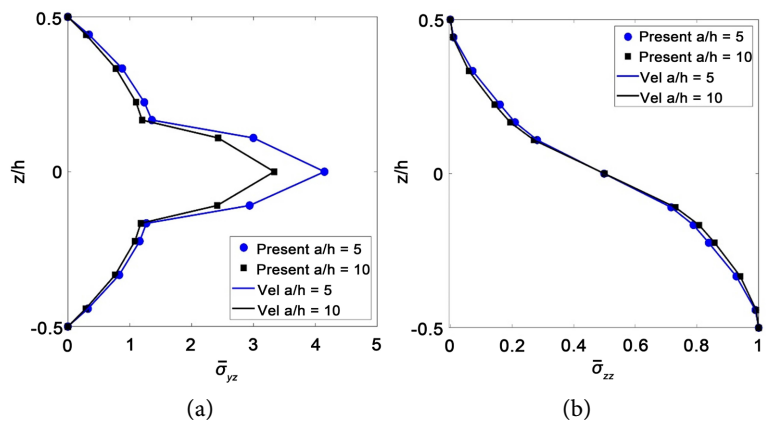 0.5
z/h
0
-0.5
0 1 2 3 4 5
σ̅yz
Present a/h = 5
Present a/h = 10
Vel a/h = 5
Vel a/h = 10
(a)
0.5
z/h
0
-0.5
0 0.2 0.4 0.6 0.8 1
σ̅zz
Present a/h = 5
Present a/h = 10
Vel a/h = 5
Vel a/h = 10
(b)